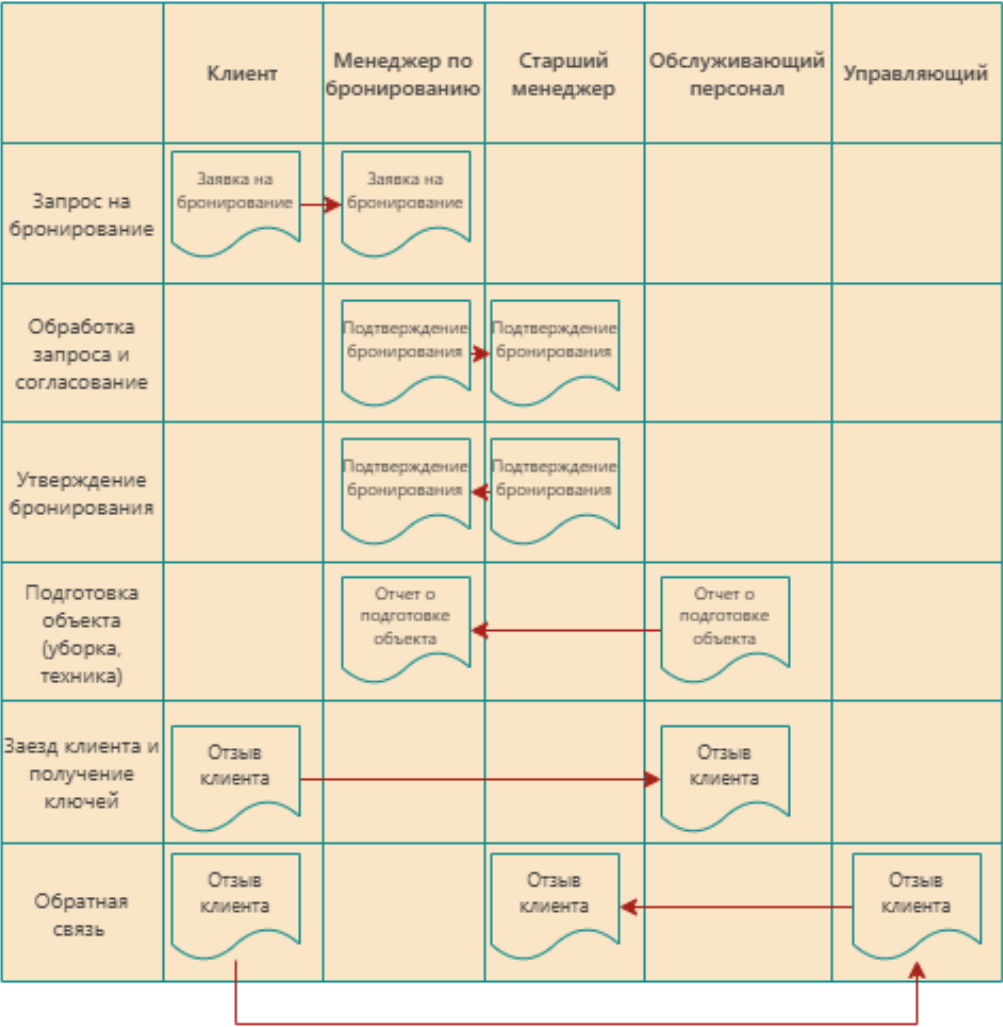 Клиент
Менеджер по
бронированию
Старший
менеджер
Обслуживающий
персонал
Управляющий
Запрос на
бронирование
Заявка на
бронирование
Заявка на
бронирование
Обработка
запроса и
согласование
Подтверждение
бронирования
Подтверждение
бронирования
Утверждение
бронирования
Подтверждение
бронирования
Подтверждение
бронирования
Подготовка
объекта
(уборка,
техника)
Отчет о
подготовке
объекта
Отчет о
подготовке
объекта
Заезд клиента и
получение
ключей
Отзыв
клиента
Отзыв
клиента
Обратная
связь
Отзыв
клиента
Отзыв
клиента
Отзыв
клиента